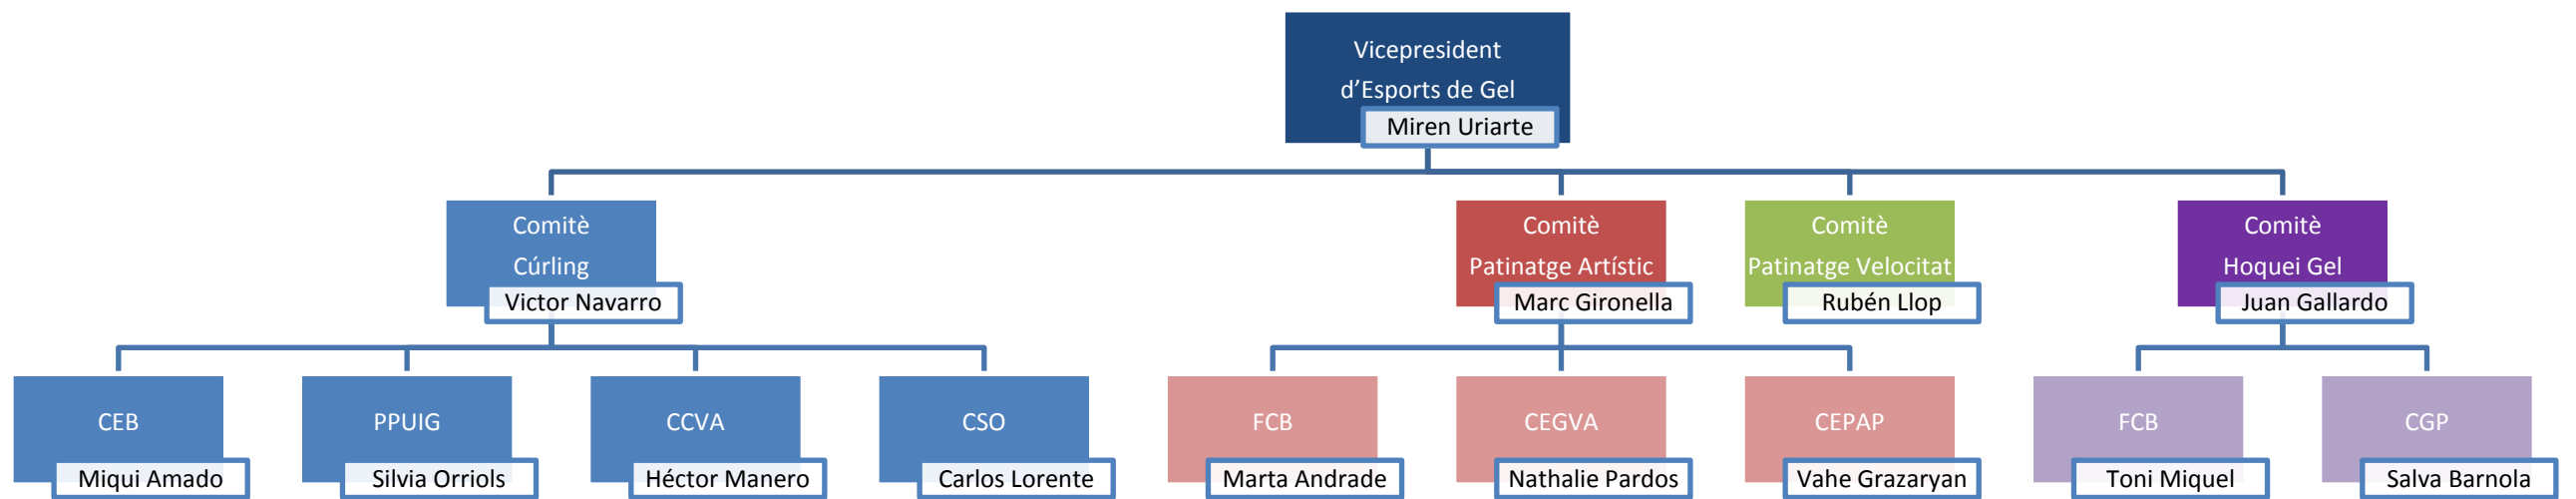 Vicepresident
d’Esports de Gel
Miren Uriarte
Comitè
Cúrling
Victor Navarro
Comitè
Patinatge Artístic
Marc Gironella
Comitè
Patinatge Velocitat
Rubén Llop
Comitè
Hoquei Gel
Juan Gallardo
CEB
Miqui Amado
PPUIG
Silvia Orriols
CCVA
Héctor Manero
CSO
Carlos Lorente
FCB
Marta Andrade
CEGVA
Nathalie Pardos
CEPAP
Vahe Grazaryan
FCB
Toni Miquel
CGP
Salva Barnola